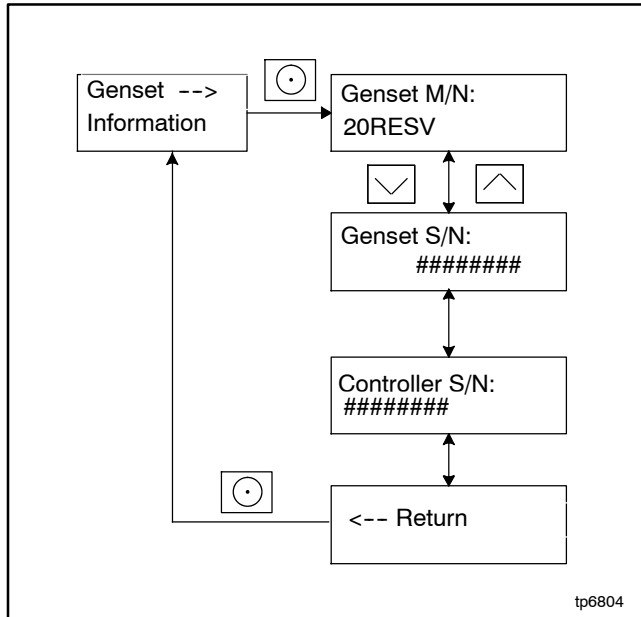 Genset -->
Information
Genset M/N:
20RESV
Genset S/N:
########
Controller S/N:
########
<-- Return
tp6804